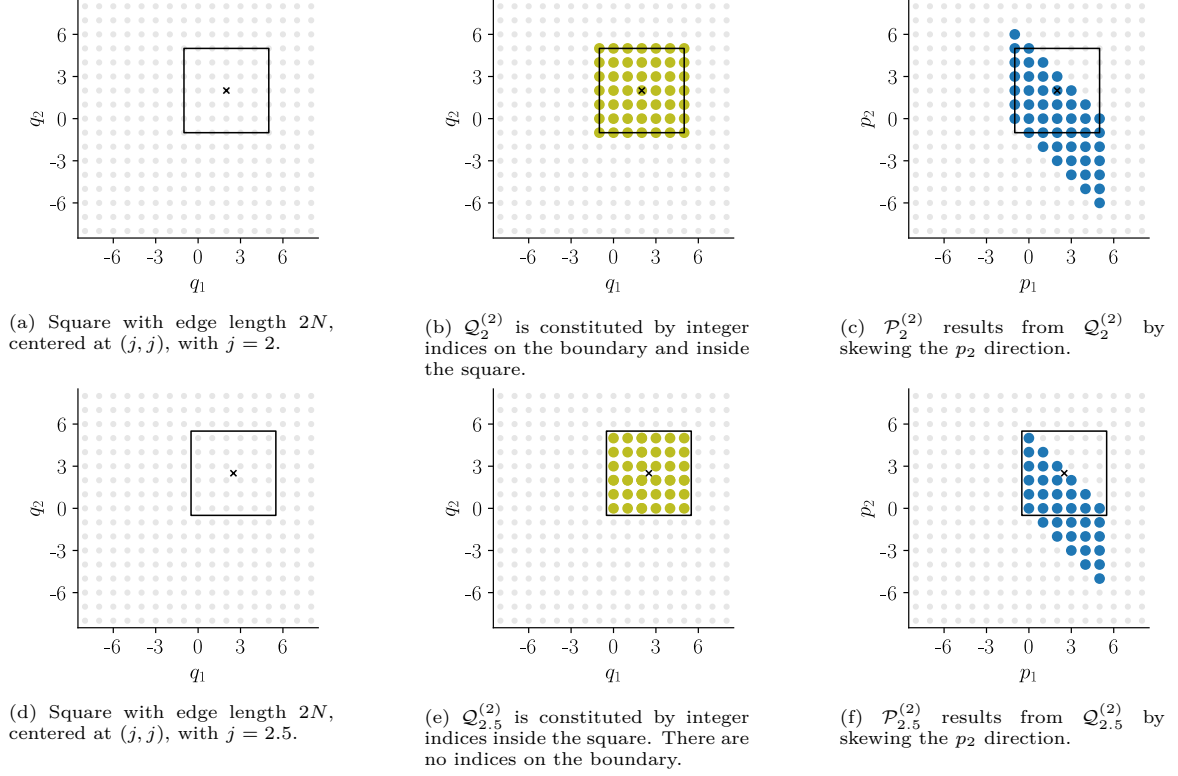 6
3
0
-3
-6
q2
-6 -3 0 3 6
q1
6
3
0
-3
-6
q2
-6 -3 0 3 6
q1
6
3
0
-3
-6
p2
-6 -3 0 3 6
p1
(a) Square with edge length 2N,
centered at (j, j), with j = 2.
(b) 𝒬₂⁽²⁾ is constituted by integer
indices on the boundary and inside
the square.
(c) 𝒫₂⁽²⁾ results from 𝒬₂⁽²⁾ by
skewing the p₂ direction.
6
3
0
-3
-6
q2
-6 -3 0 3 6
q1
6
3
0
-3
-6
q2
-6 -3 0 3 6
q1
6
3
0
-3
-6
p2
-6 -3 0 3 6
p1
(d) Square with edge length 2N,
centered at (j, j), with j = 2.5.
(e) 𝒬₂.₅⁽²⁾ is constituted by integer
indices inside the square. There are
no indices on the boundary.
(f) 𝒫₂.₅⁽²⁾ results from 𝒬₂.₅⁽²⁾ by
skewing the p₂ direction.